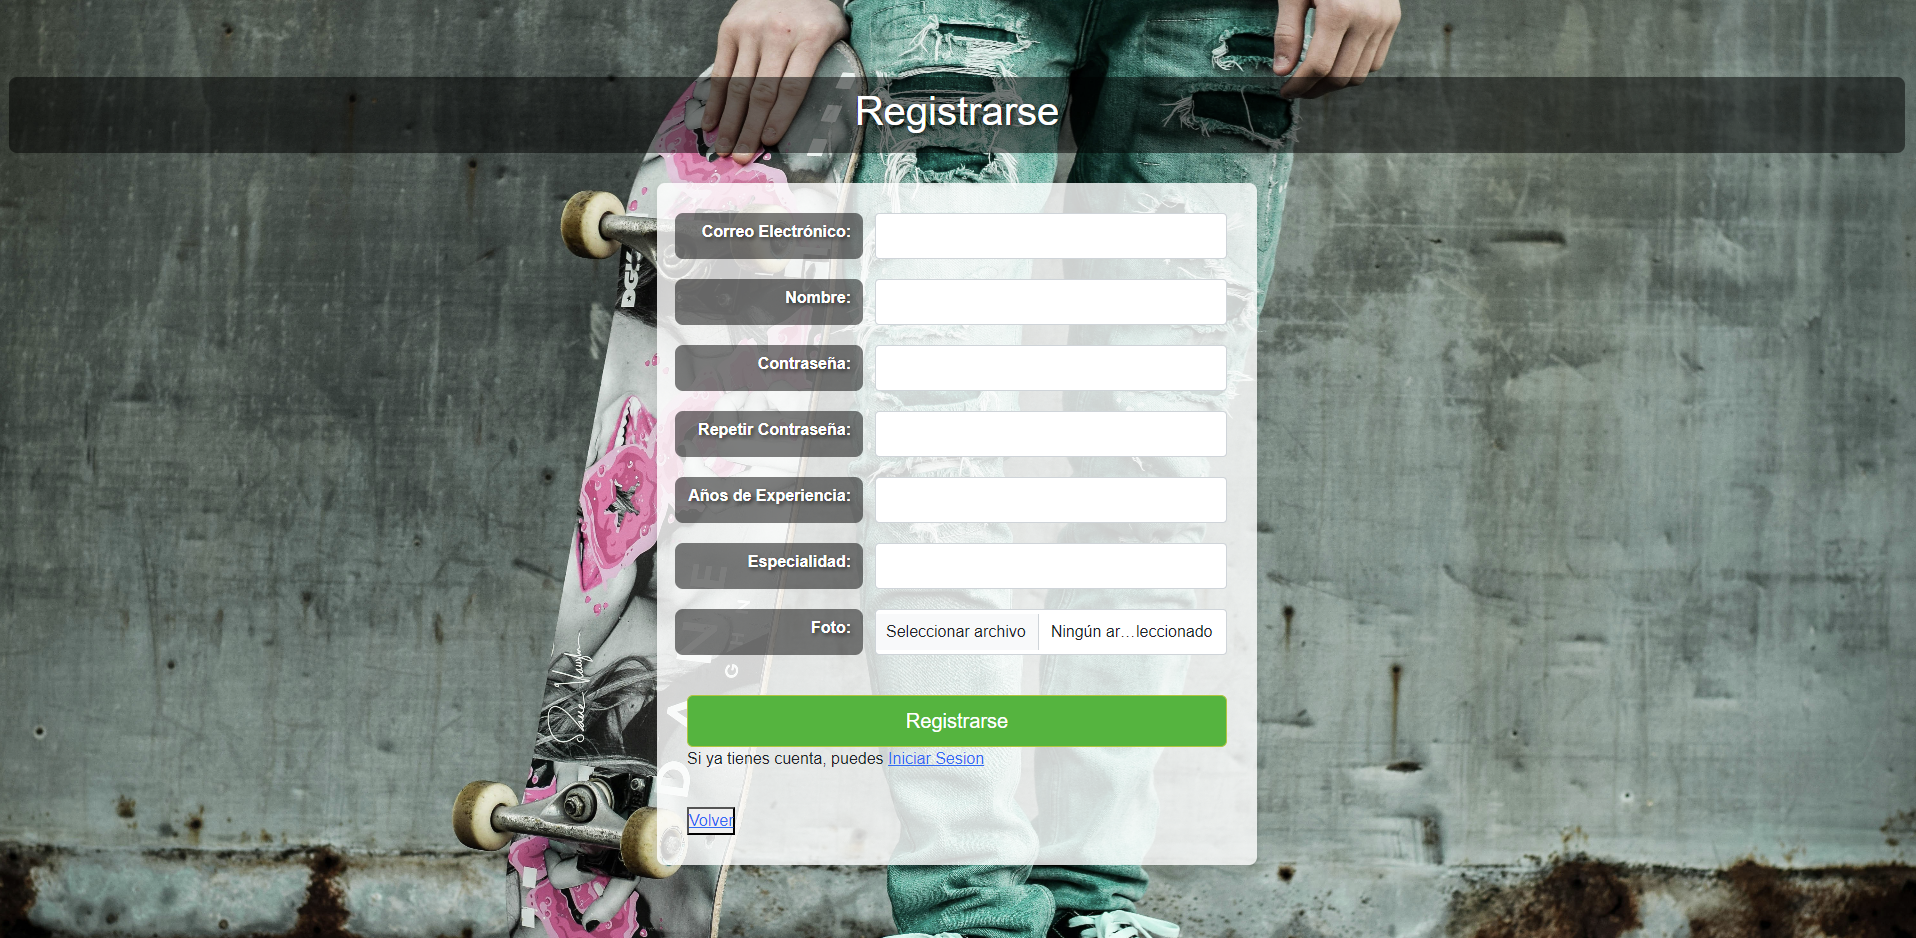 Registrarse
Correo Electrónico:
Nombre:
Contraseña:
Repetir Contraseña:
Años de Experiencia:
Especialidad:
Foto:
Seleccionar archivo Ningún ar...leccionado
Registrarse
Si ya tienes cuenta, puedes Iniciar Sesion
Volver
DGK